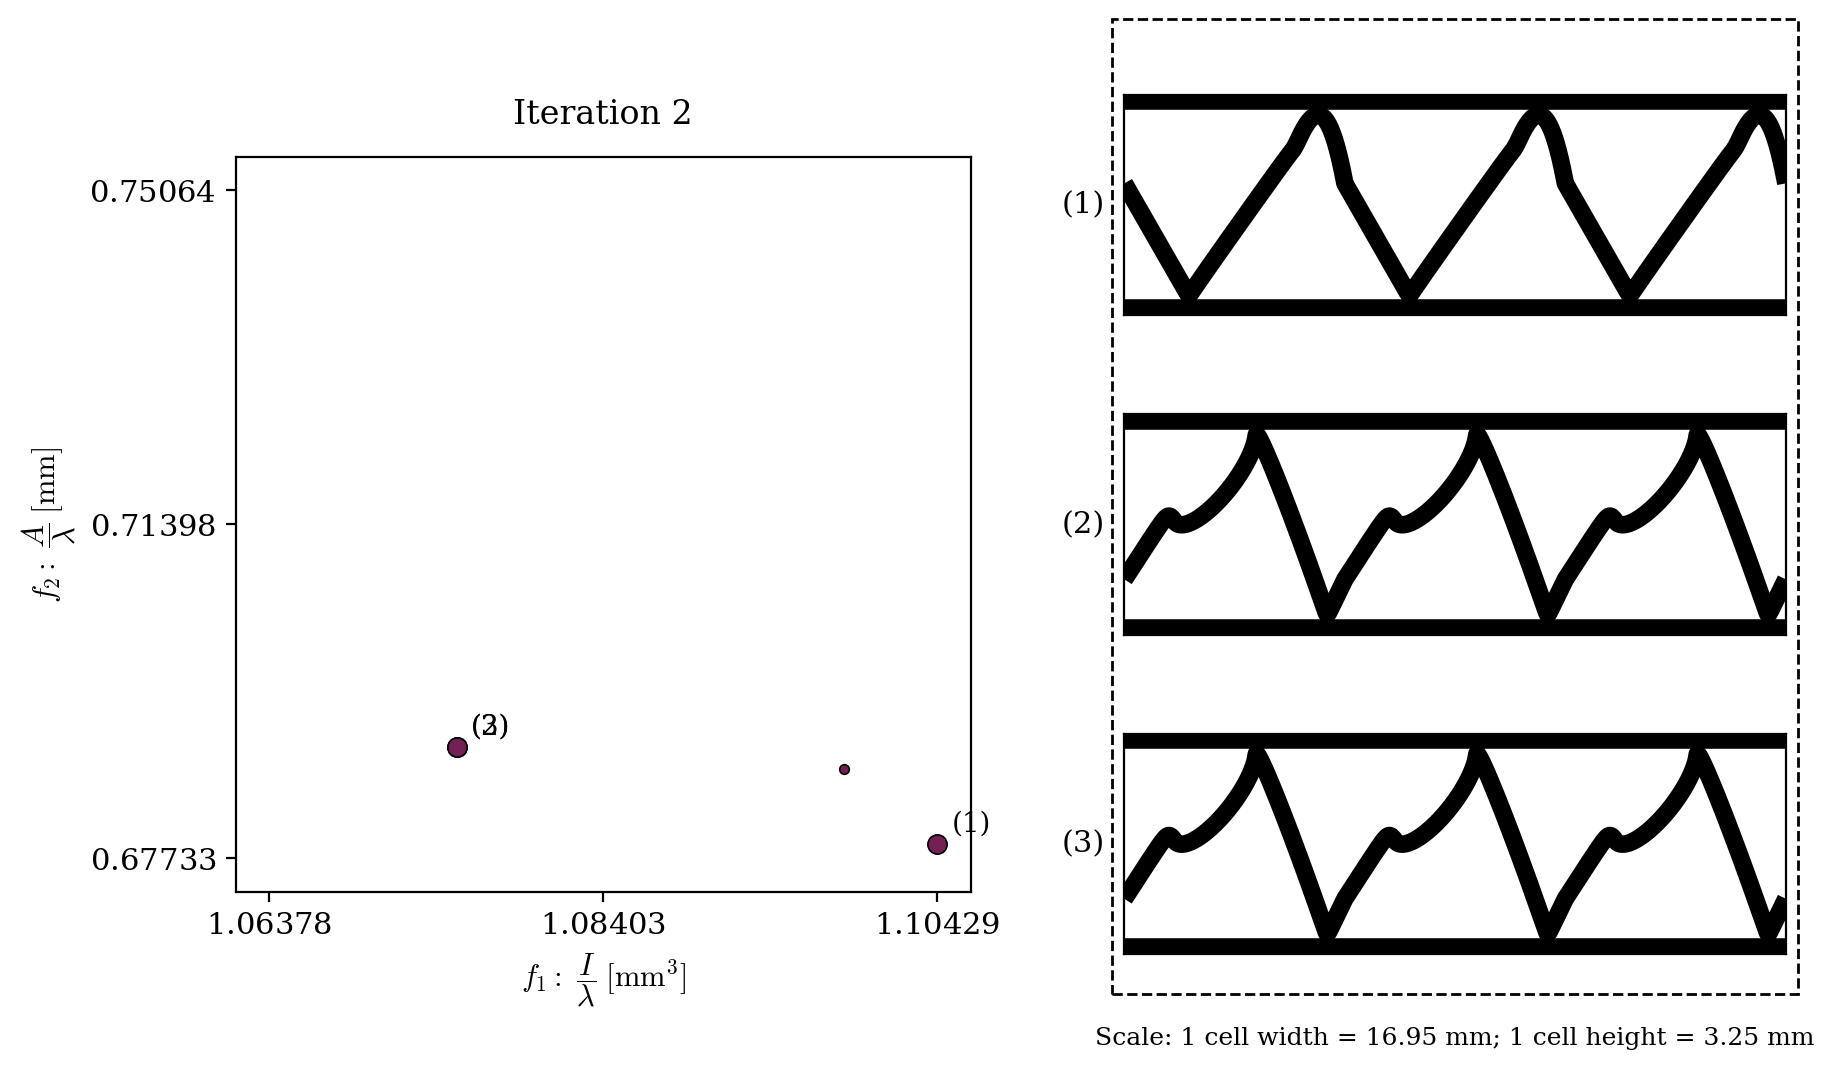 Iteration 2
0.75064
0.71398
0.67733
f₂ : A/λ [mm]
(1)
1.06378 1.08403 1.10429
f₁ : I/λ [mm³]
(1)
(2)
(3)
Scale: 1 cell width = 16.95 mm; 1 cell height = 3.25 mm